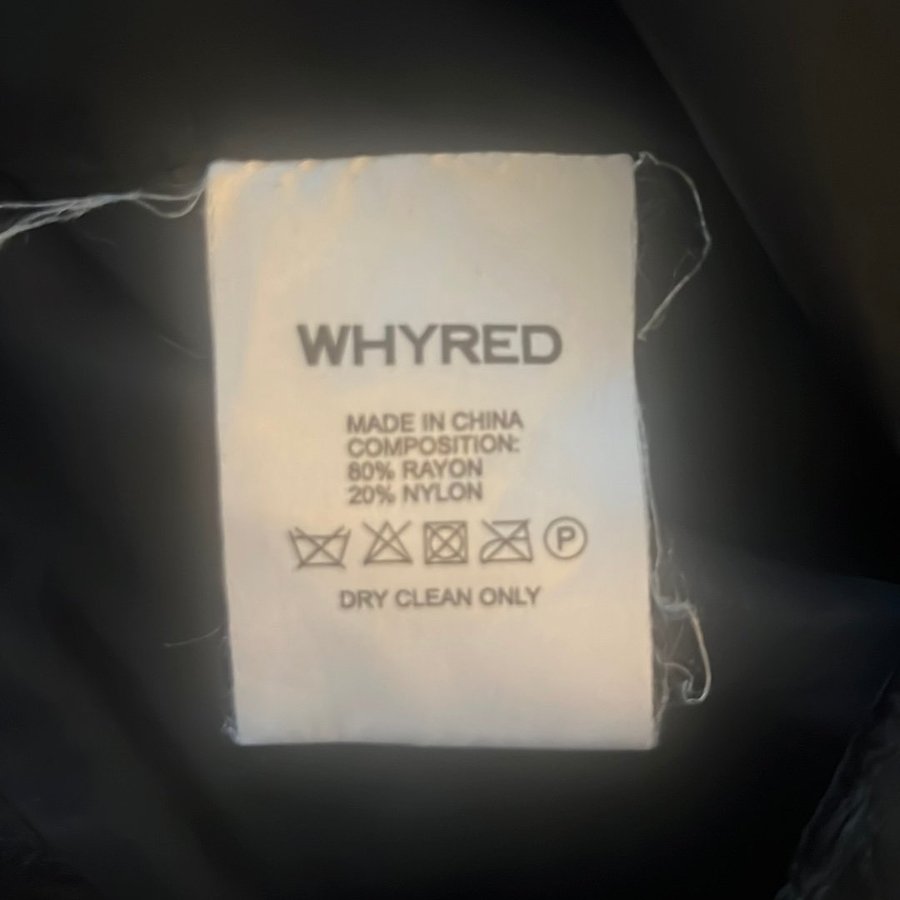 WHYRED
MADE IN CHINA
COMPOSITION:
80% RAYON
20% NYLON
P
DRY CLEAN ONLY